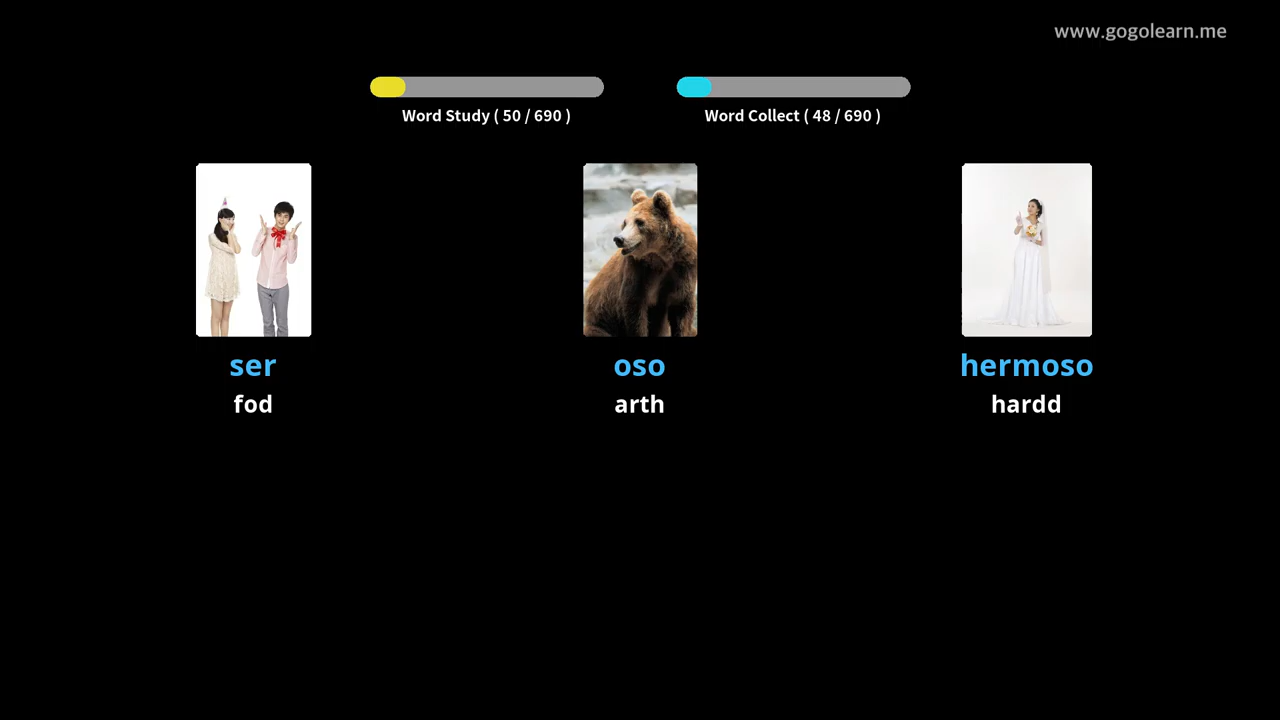 www.gogolearn.me
Word Study ( 50 / 690 )
Word Collect ( 48 / 690 )
ser
fod
oso
arth
hermoso
hardd